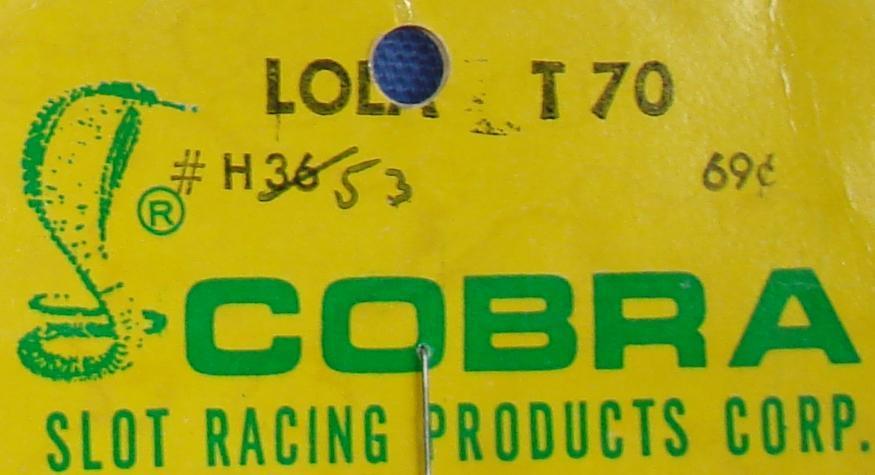 LOLA T 70
# H36 53 69¢
®
COBRA
SLOT RACING PRODUCTS CORP.